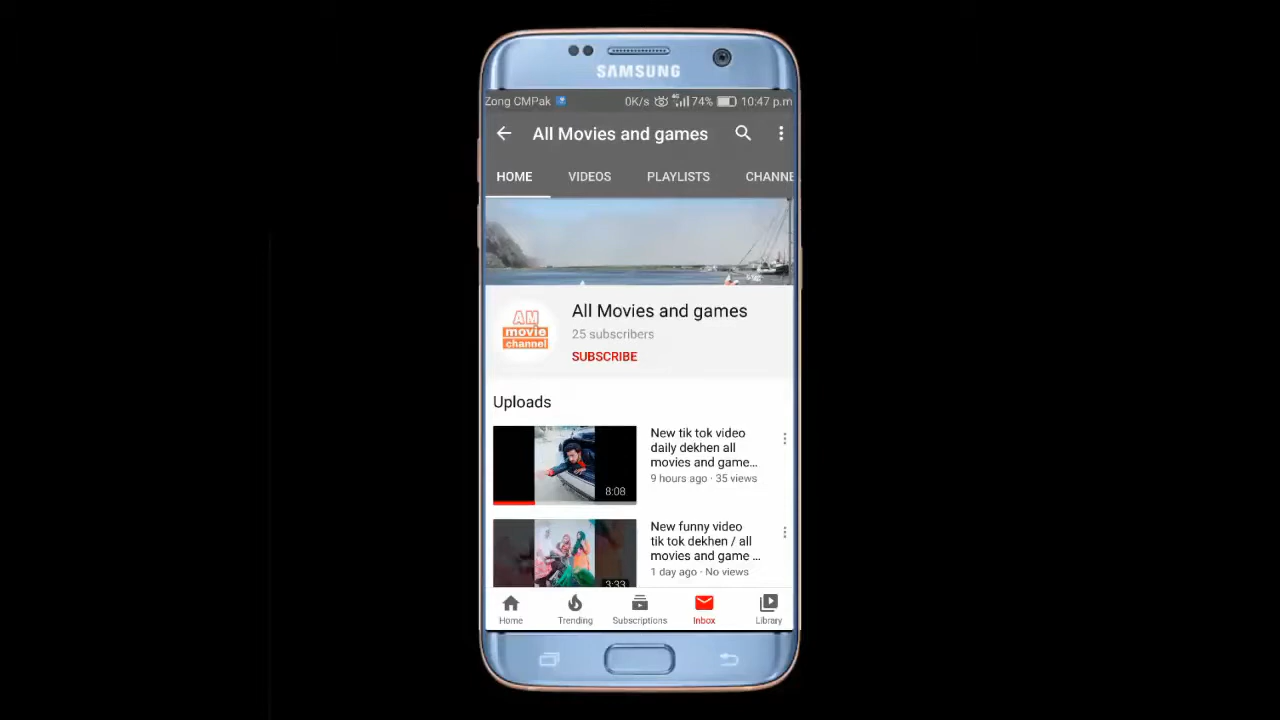 SAMSUNG
Zong CMPak 0K/s 4G 74% 10:47 p.m
All Movies and games
HOME VIDEOS PLAYLISTS CHANNE
All Movies and games
25 subscribers
SUBSCRIBE
AM
movie
channel
Uploads
New tik tok video
daily dekhen all
movies and game...
9 hours ago · 35 views
8:08
New funny video
tik tok dekhen / all
movies and game ...
1 day ago · No views
3:33
Home Trending Subscriptions Inbox Library